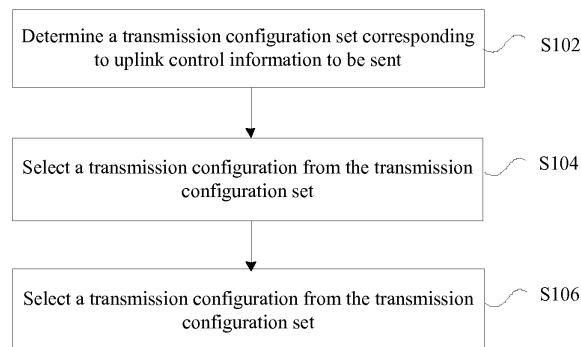 Determine a transmission configuration set corresponding
to uplink control information to be sent
S102
Select a transmission configuration from the transmission
configuration set
S104
Select a transmission configuration from the transmission
configuration set
S106